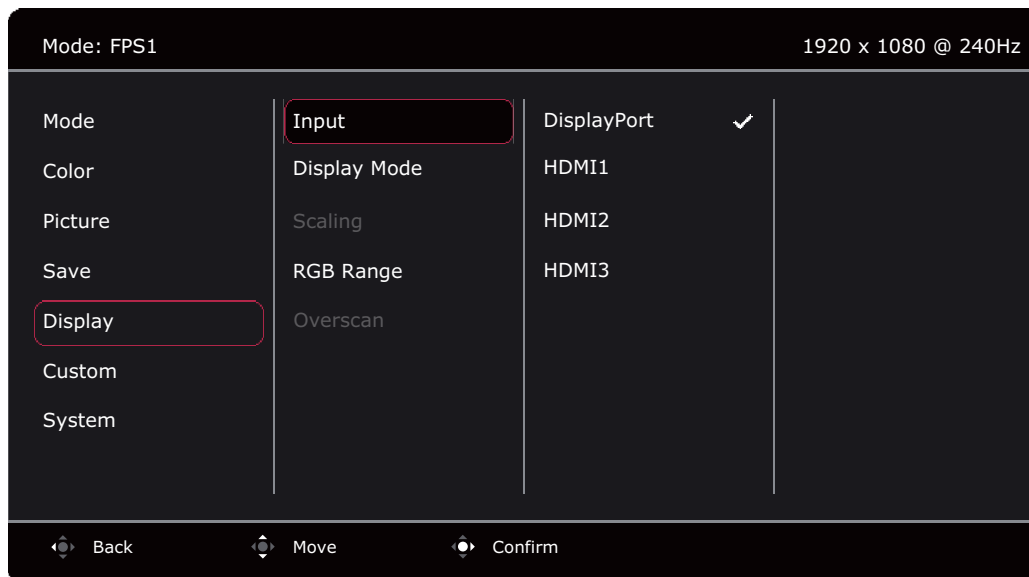 Mode: FPS1
1920 x 1080 @ 240Hz
Mode
Color
Picture
Save
Display
Custom
System
Input
Display Mode
Scaling
RGB Range
Overscan
DisplayPort
HDMI1
HDMI2
HDMI3
Back
Move
Confirm